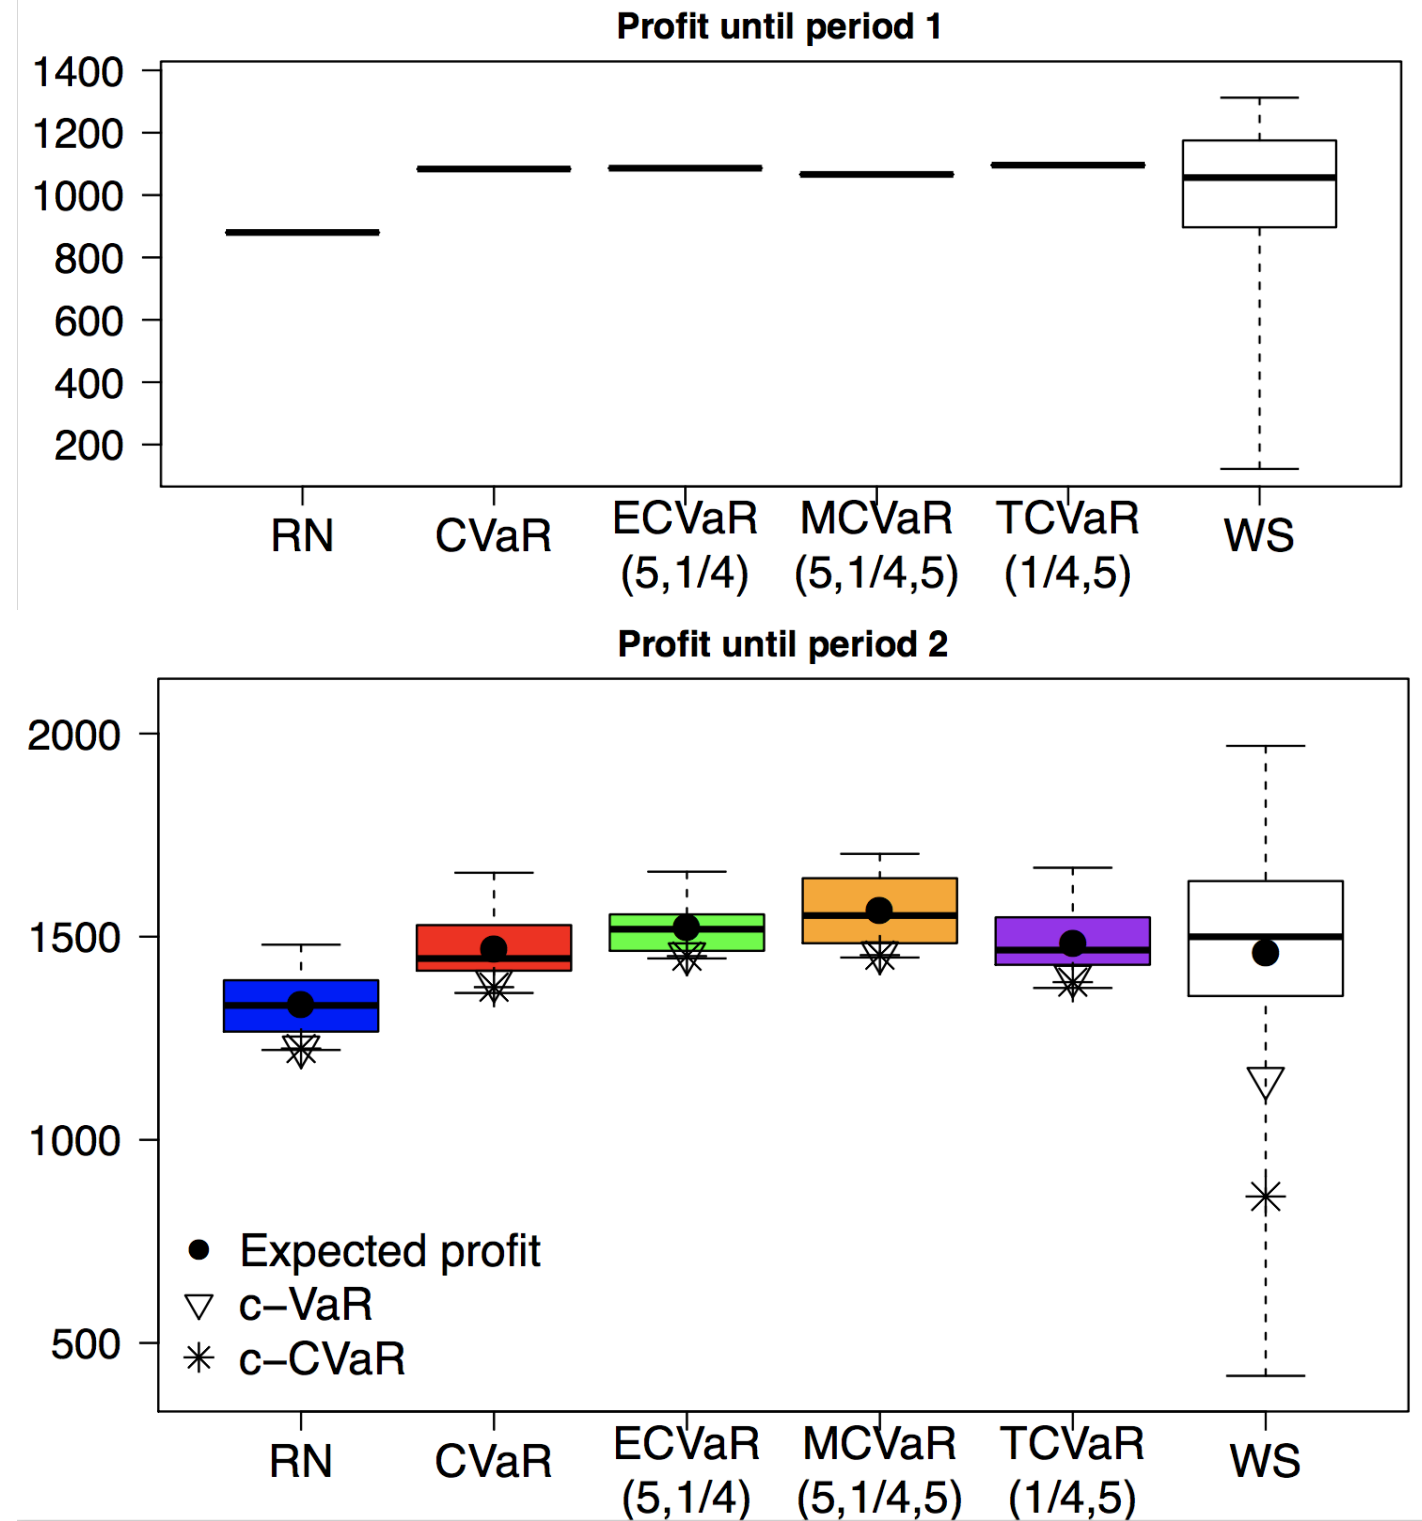 Profit until period 1
1400
1200
1000
800
600
400
200
RN CVaR ECVaR (5,1/4) MCVaR (5,1/4,5) TCVaR (1/4,5) WS
Profit until period 2
2000
1500
1000
500
Expected profit
c−VaR
c−CVaR
RN CVaR ECVaR (5,1/4) MCVaR (5,1/4,5) TCVaR (1/4,5) WS